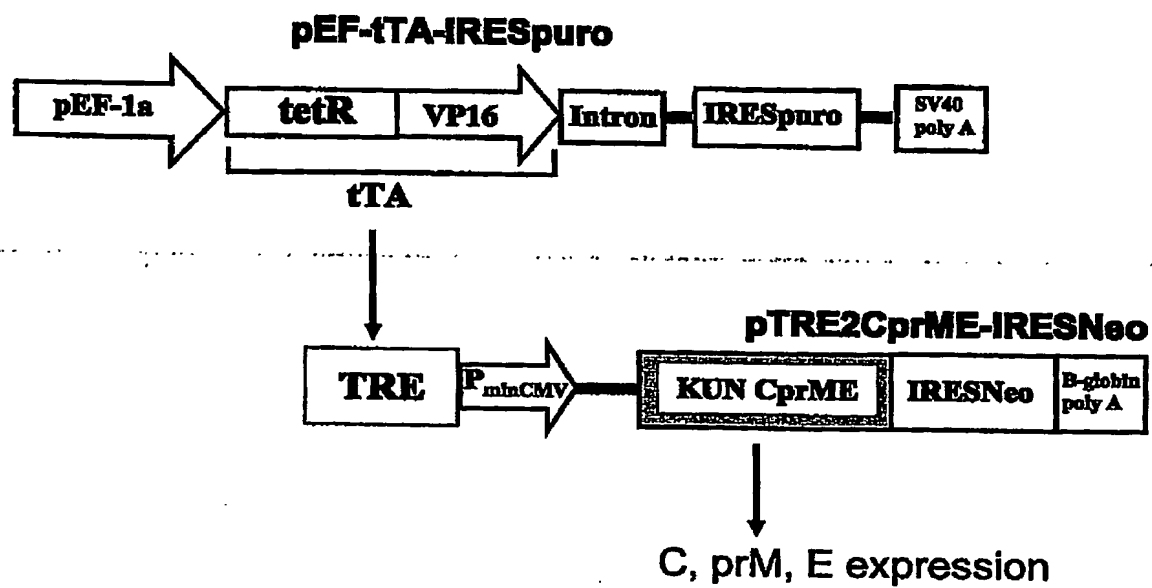 pEF-tTA-IRESpuro
pEF-1a
tetR
VP16
Intron
IRESpuro
SV40
poly A
tTA
pTRE2CprME-IRESNeo
TRE
PminCMV
KUN CprME
IRESNeo
B-globin
poly A
C, prM, E expression